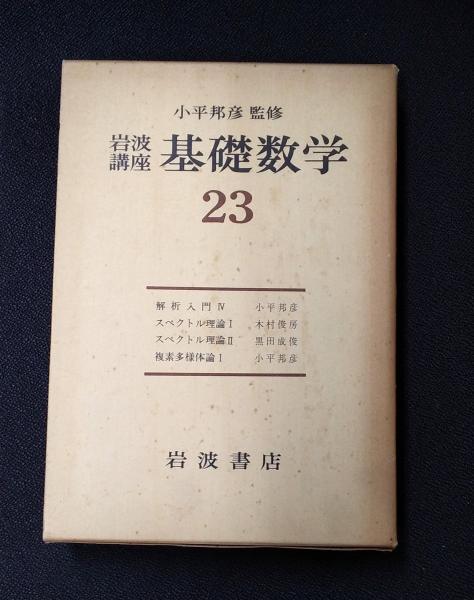 小平邦彦 監修
岩波講座 基礎数学
23
解析入門 Ⅳ 小平邦彦
スペクトル理論 Ⅰ 木村俊房
スペクトル理論 Ⅱ 黒田成俊
複素多様体論 Ⅰ 小平邦彦
岩波書店